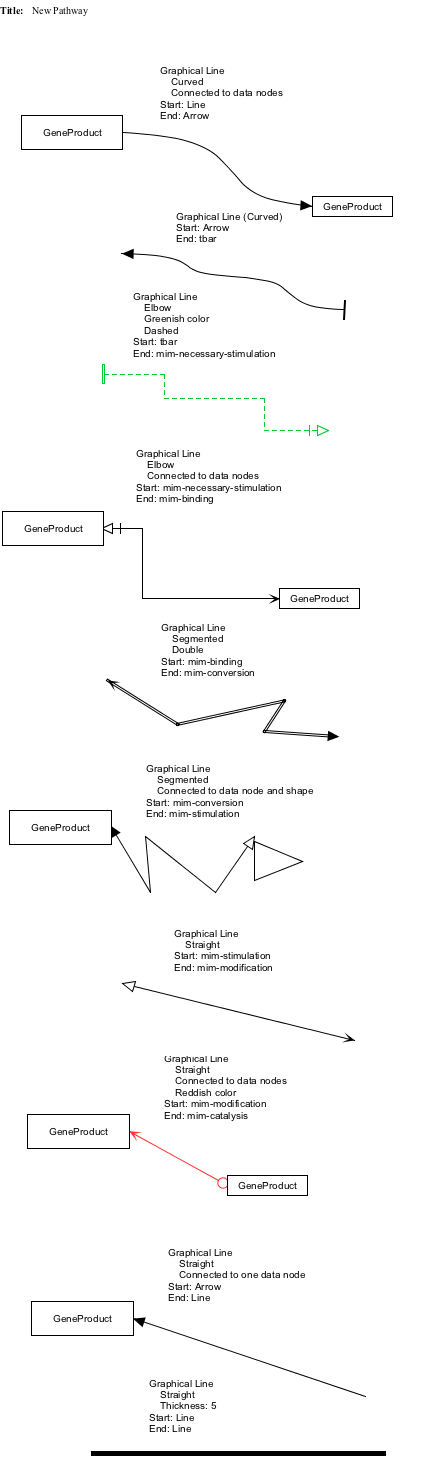 Title: New Pathway
Graphical Line
Curved
Connected to data nodes
Start: Line
End: Arrow
GeneProduct
GeneProduct
Graphical Line (Curved)
Start: Arrow
End: tbar
Graphical Line
Elbow
Greenish color
Dashed
Start: tbar
End: mim-necessary-stimulation
Graphical Line
Elbow
Connected to data nodes
Start: mim-necessary-stimulation
End: mim-binding
GeneProduct
GeneProduct
Graphical Line
Segmented
Double
Start: mim-binding
End: mim-conversion
Graphical Line
Segmented
Connected to data node and shape
Start: mim-conversion
End: mim-stimulation
GeneProduct
Graphical Line
Straight
Start: mim-stimulation
End: mim-modification
Graphical Line
Straight
Connected to data nodes
Reddish color
Start: mim-modification
End: mim-catalysis
GeneProduct
GeneProduct
Graphical Line
Straight
Connected to one data node
Start: Arrow
End: Line
GeneProduct
Graphical Line
Straight
Thickness: 5
Start: Line
End: Line